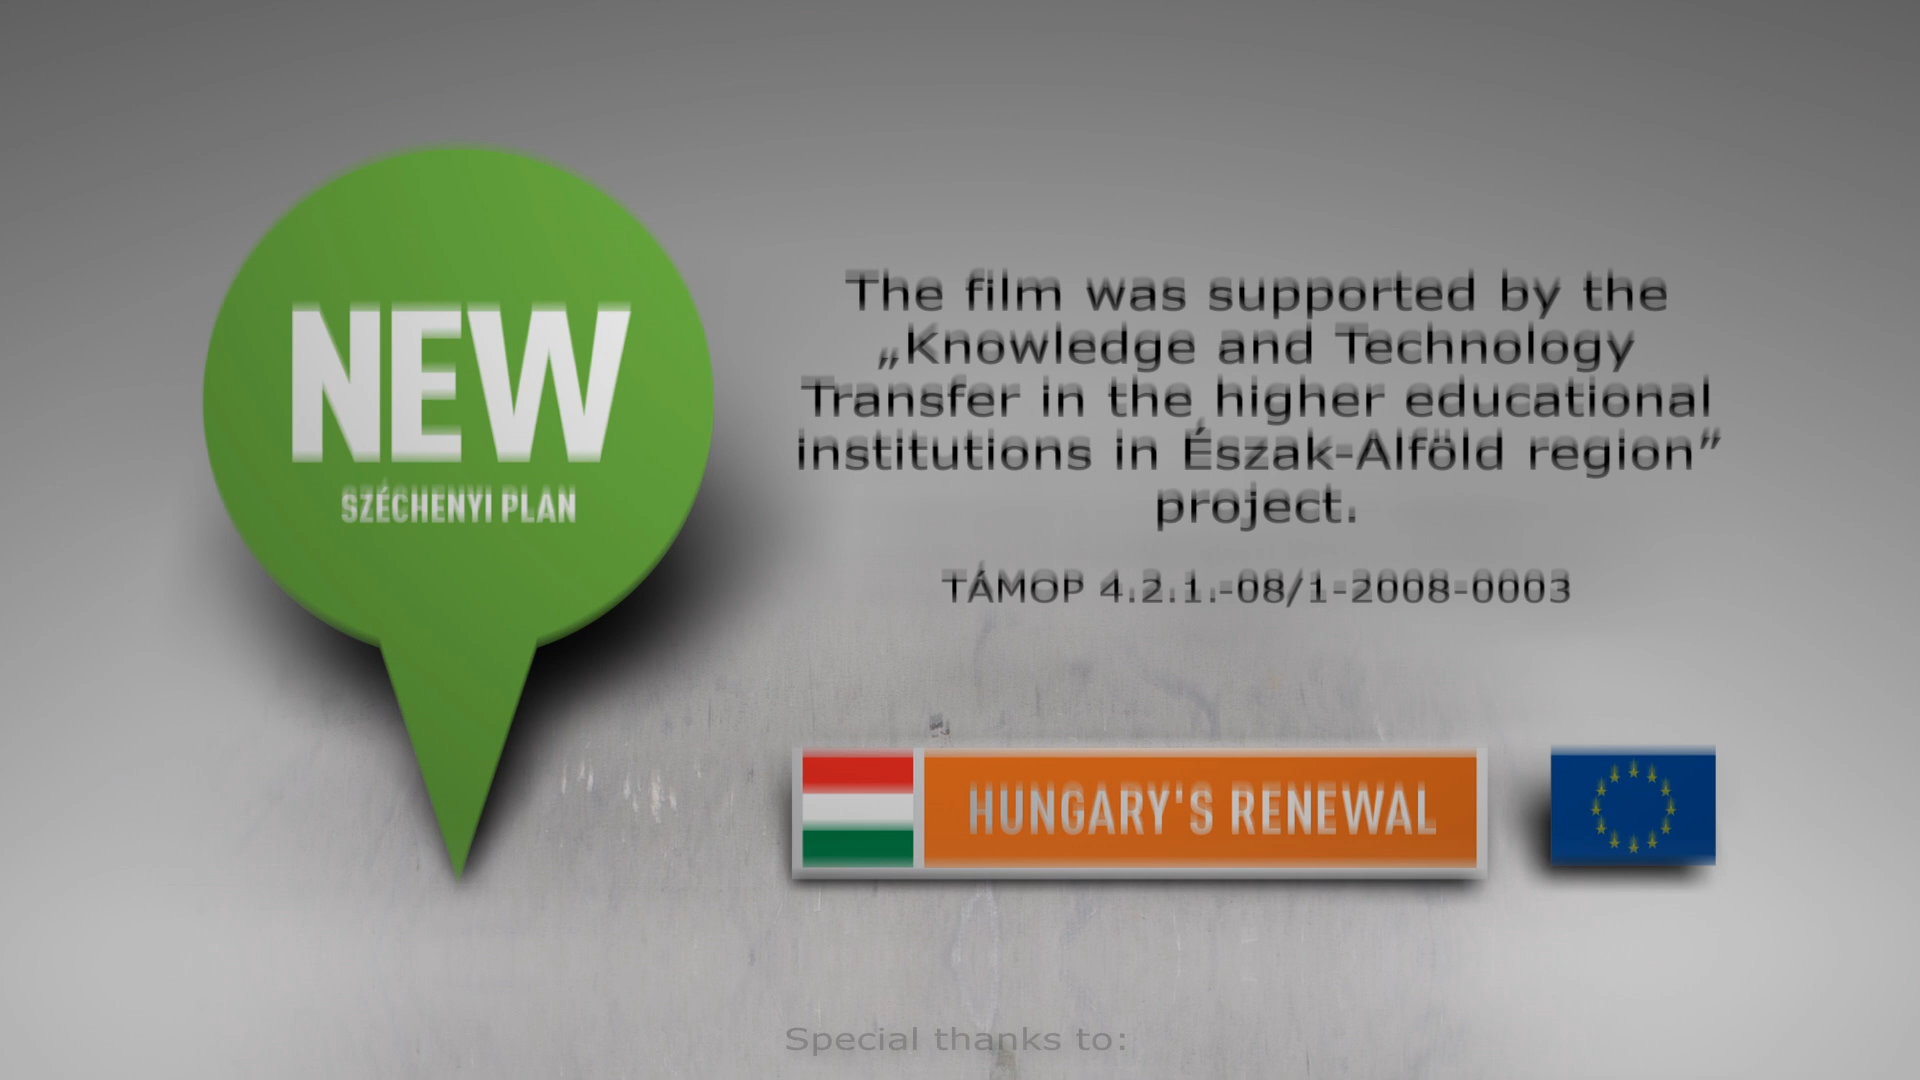 NEW
SZÉCHENYI PLAN
The film was supported by the
„Knowledge and Technology
Transfer in the higher educational
institutions in Észak-Alföld region”
project.
TÁMOP 4.2.1.-08/1-2008-0003
HUNGARY'S RENEWAL
Special thanks to: